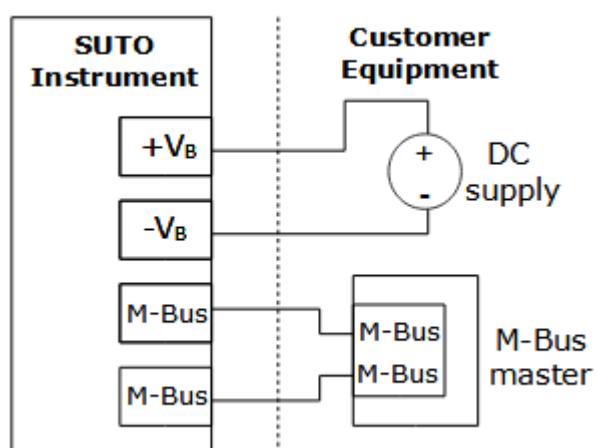 SUTO
Instrument
Customer
Equipment
+VB
+
-
DC
supply
-VB
M-Bus
M-Bus
M-Bus
M-Bus
M-Bus
master